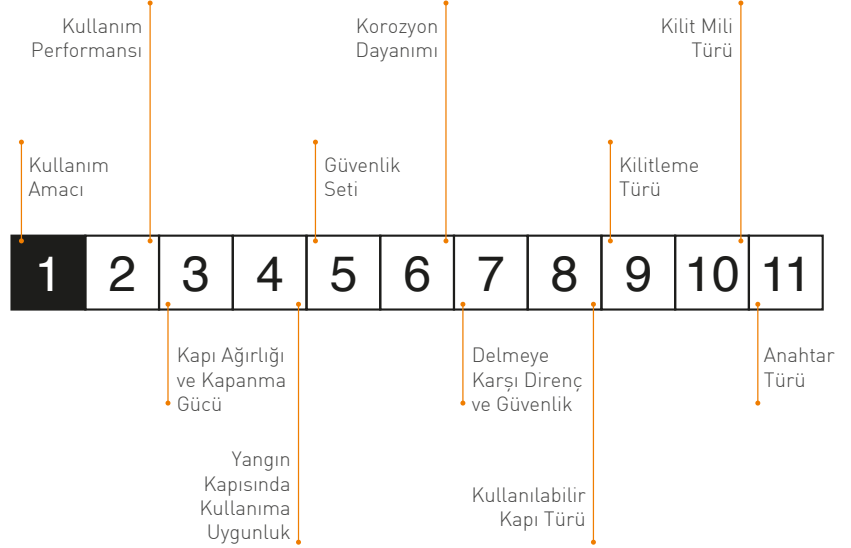 Kullanım
Performansı
Korozyon
Dayanımı
Kilit Mili
Türü
Kullanım
Amacı
Güvenlik
Seti
Kilitleme
Türü
1 2 3 4 5 6 7 8 9 10 11
Kapı Ağırlığı
ve Kapanma
Gücü
Delmeye
Karşı Direnç
ve Güvenlik
Anahtar
Türü
Yangın
Kapısında
Kullanıma
Uygunluk
Kullanılabilir
Kapı Türü